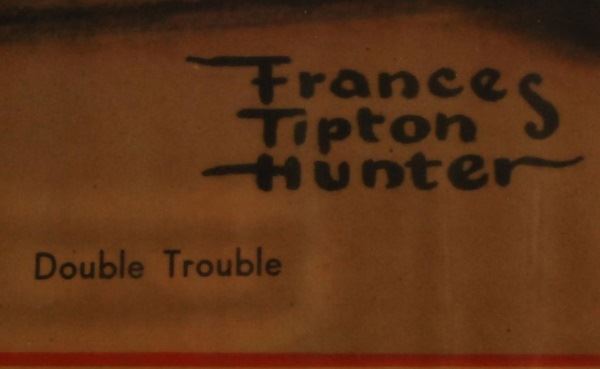 Frances
Tipton
Hunter
Double Trouble